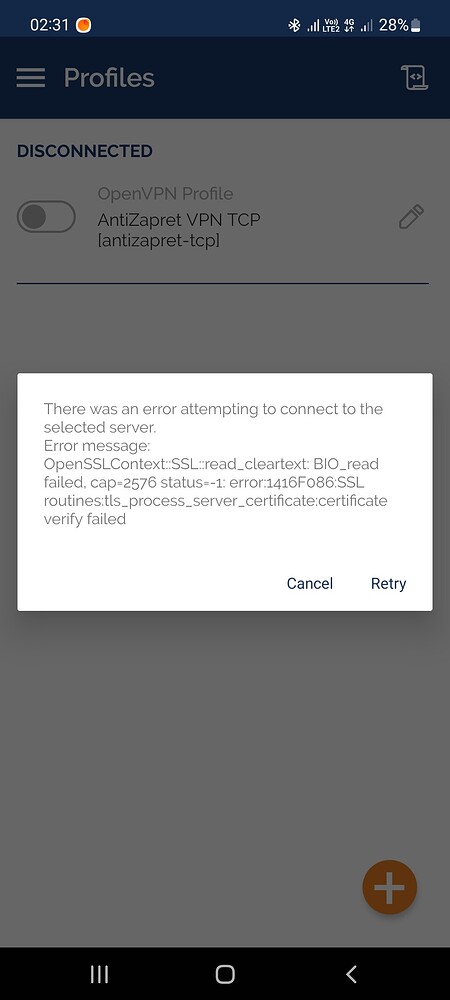 02:31
Vo)) 4G
LTE2
28%
Profiles
DISCONNECTED
OpenVPN Profile
AntiZapret VPN TCP
[antizapret-tcp]
There was an error attempting to connect to the
selected server.
Error message:
OpenSSLContext::SSL::read_cleartext: BIO_read
failed, cap=2576 status=-1: error:1416F086:SSL
routines:tls_process_server_certificate:certificate
verify failed
Cancel Retry